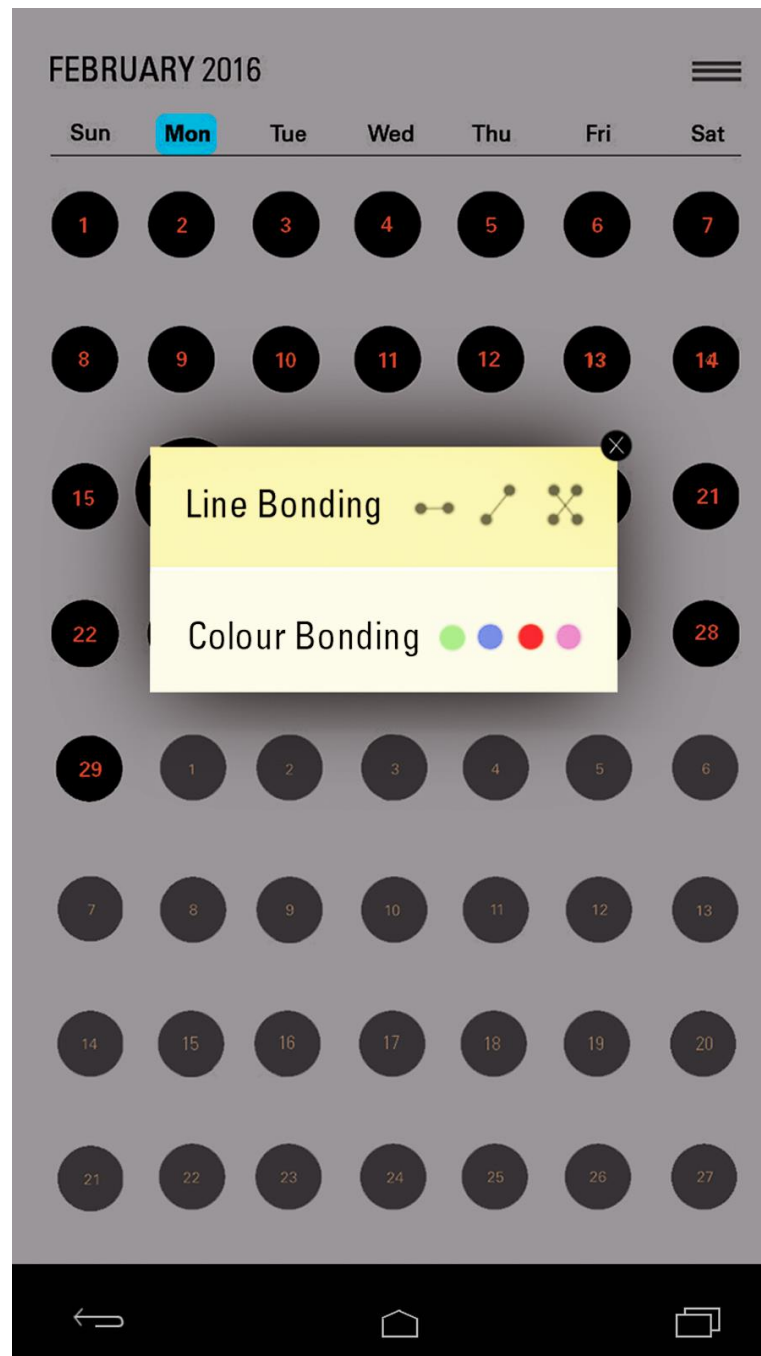 FEBRUARY 2016
Sun Mon Tue Wed Thu Fri Sat
1 2 3 4 5 6 7
8 9 10 11 12 13 14
15 21
Line Bonding
22 28
Colour Bonding
29 1 2 3 4 5 6
7 8 9 10 11 12 13
14 15 16 17 18 19 20
21 22 23 24 25 26 27